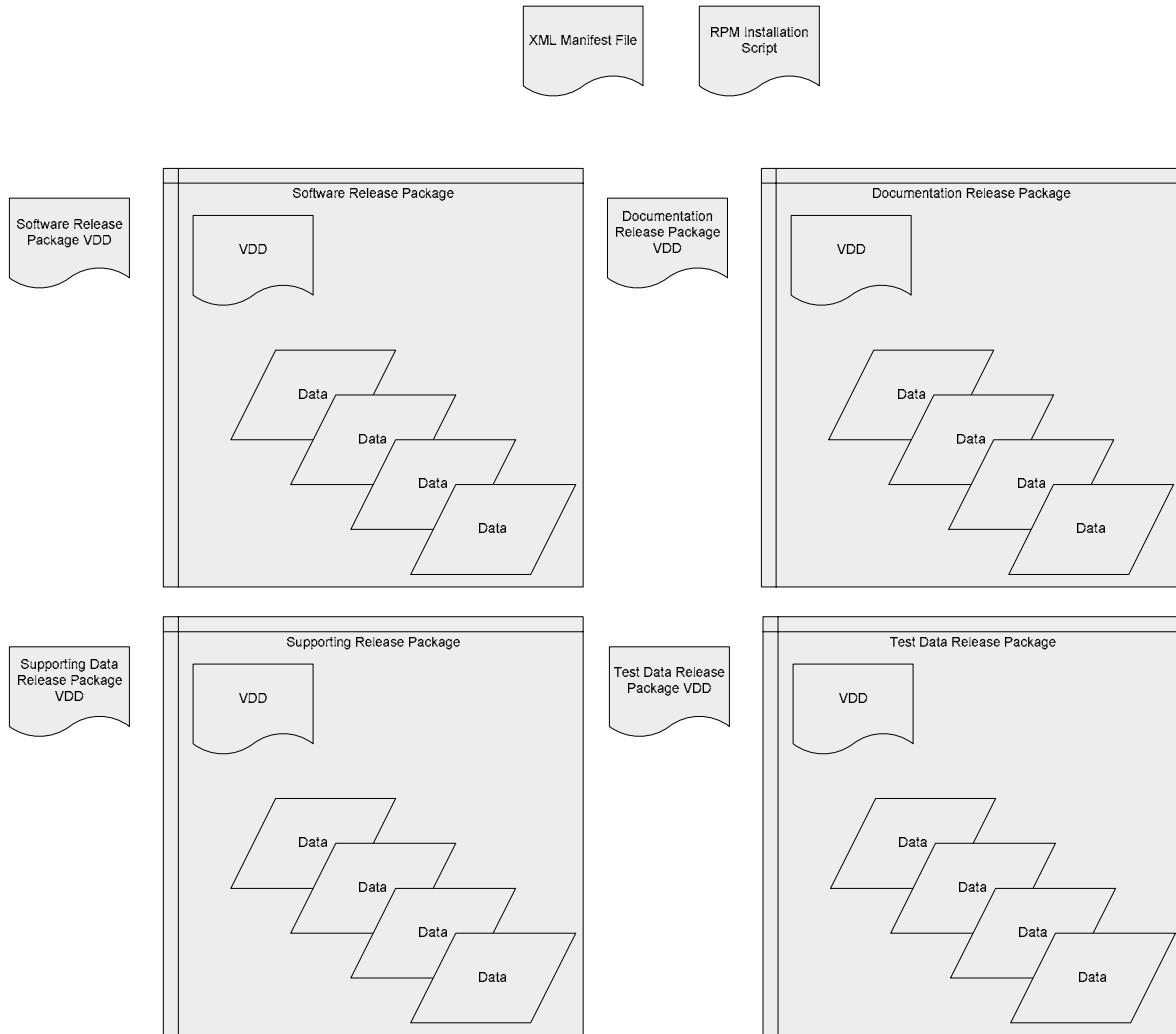 XML Manifest File
RPM Installation
Script
Software Release
Package VDD
Software Release Package
VDD
Data
Data
Data
Data
Documentation
Release Package
VDD
Documentation Release Package
VDD
Data
Data
Data
Data
Supporting Data
Release Package
VDD
Supporting Release Package
VDD
Data
Data
Data
Data
Test Data Release
Package VDD
Test Data Release Package
VDD
Data
Data
Data
Data